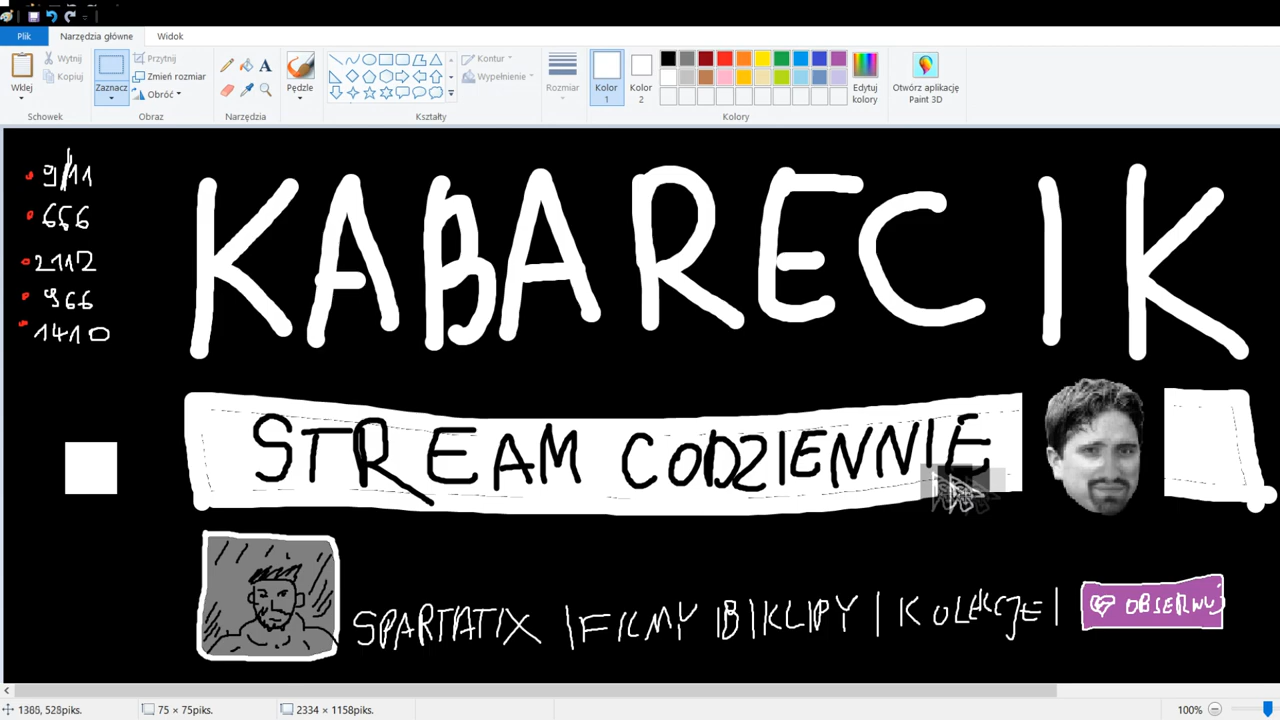 Plik Narzędzia główne Widok
Wklej
Wytnij
Kopiuj
Schowek
Zaznacz
Przytnij
Zmień rozmiar
Obróć
Obraz
Narzędzia
Pędzle
Kształty
Kontur
Wypełnienie
Rozmiar
Kolor 1
Kolor 2
Edytuj kolory
Kolory
Otwórz aplikację Paint 3D
9/11
656
2112
966
1410
KABARECIK
STREAM CODZIENNIE
SPARTATIX | FILMY | KLIPY | KOLEKCJE | OBSERWUJ
1388, 528piks. 75 × 75piks. 2334 × 1158piks. 100%